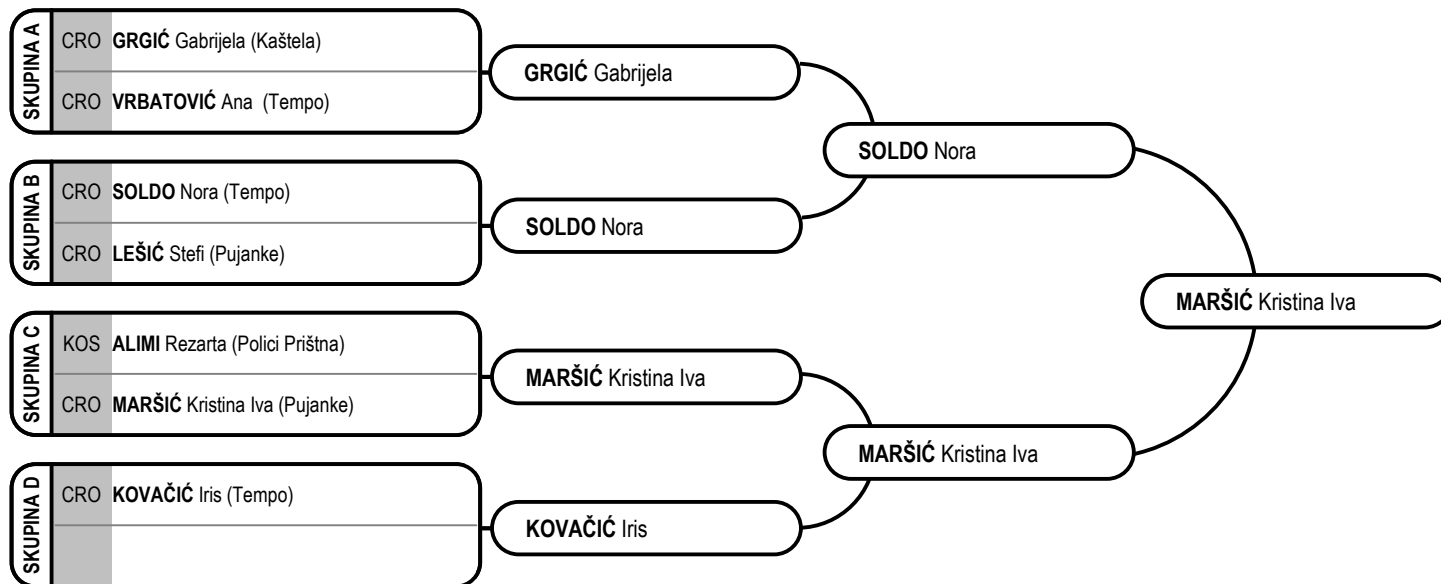 SKUPINA A
CRO GRGIĆ Gabrijela (Kaštela)
CRO VRBATOVIĆ Ana (Tempo)
SKUPINA B
CRO SOLDO Nora (Tempo)
CRO LEŠIĆ Stefi (Pujanke)
SKUPINA C
KOS ALIMI Rezarta (Polici Prištna)
CRO MARŠIĆ Kristina Iva (Pujanke)
SKUPINA D
CRO KOVAČIĆ Iris (Tempo)
GRGIĆ Gabrijela
SOLDO Nora
MARŠIĆ Kristina Iva
KOVAČIĆ Iris
SOLDO Nora
MARŠIĆ Kristina Iva
MARŠIĆ Kristina Iva